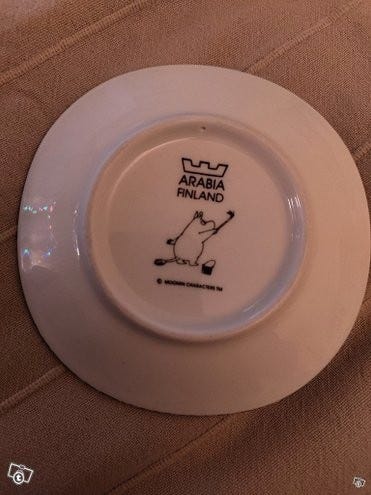 ARABIA
FINLAND
© MOOMIN CHARACTERS TM